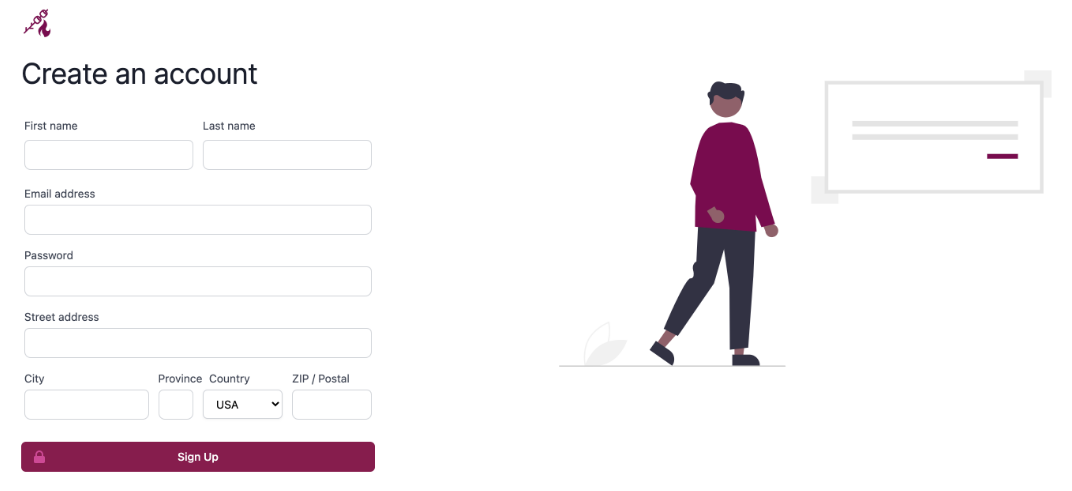 Create an account
First name Last name
Email address
Password
Street address
City Province Country ZIP / Postal
USA
Sign Up